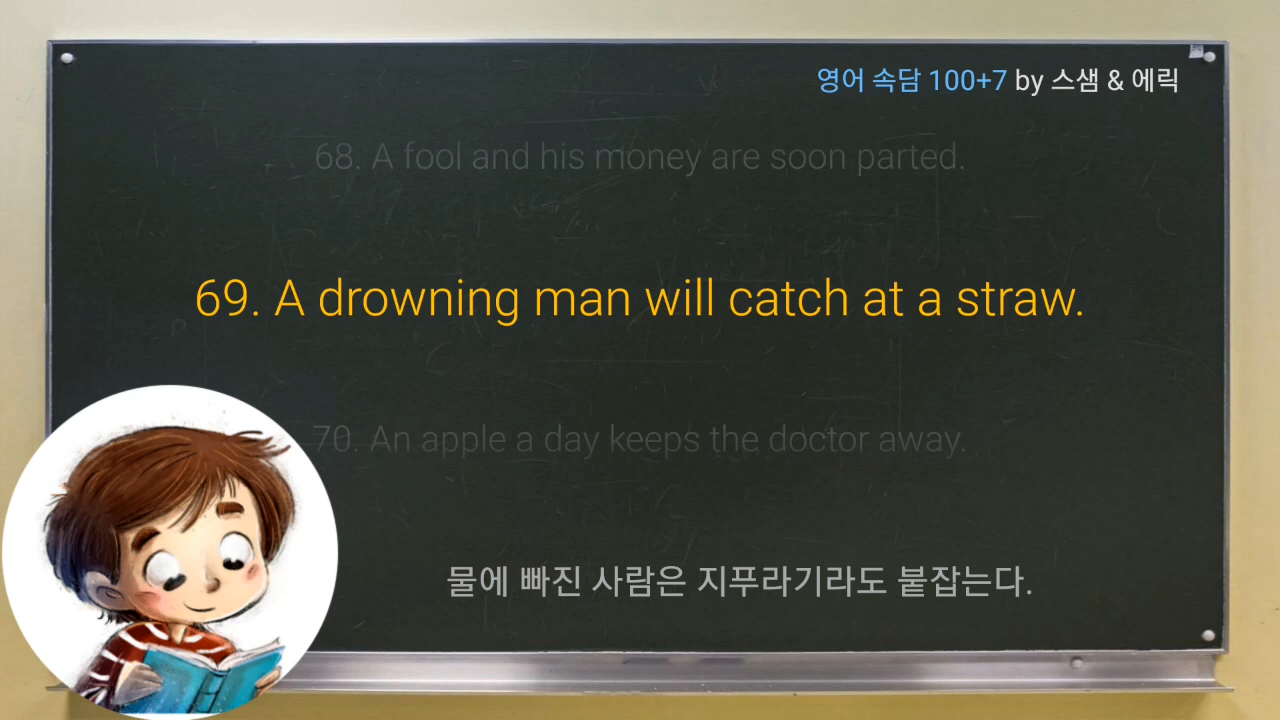 영어 속담 100+7 by 스샘 & 에릭
68. A fool and his money are soon parted.
69. A drowning man will catch at a straw.
70. An apple a day keeps the doctor away.
물에 빠진 사람은 지푸라기라도 붙잡는다.